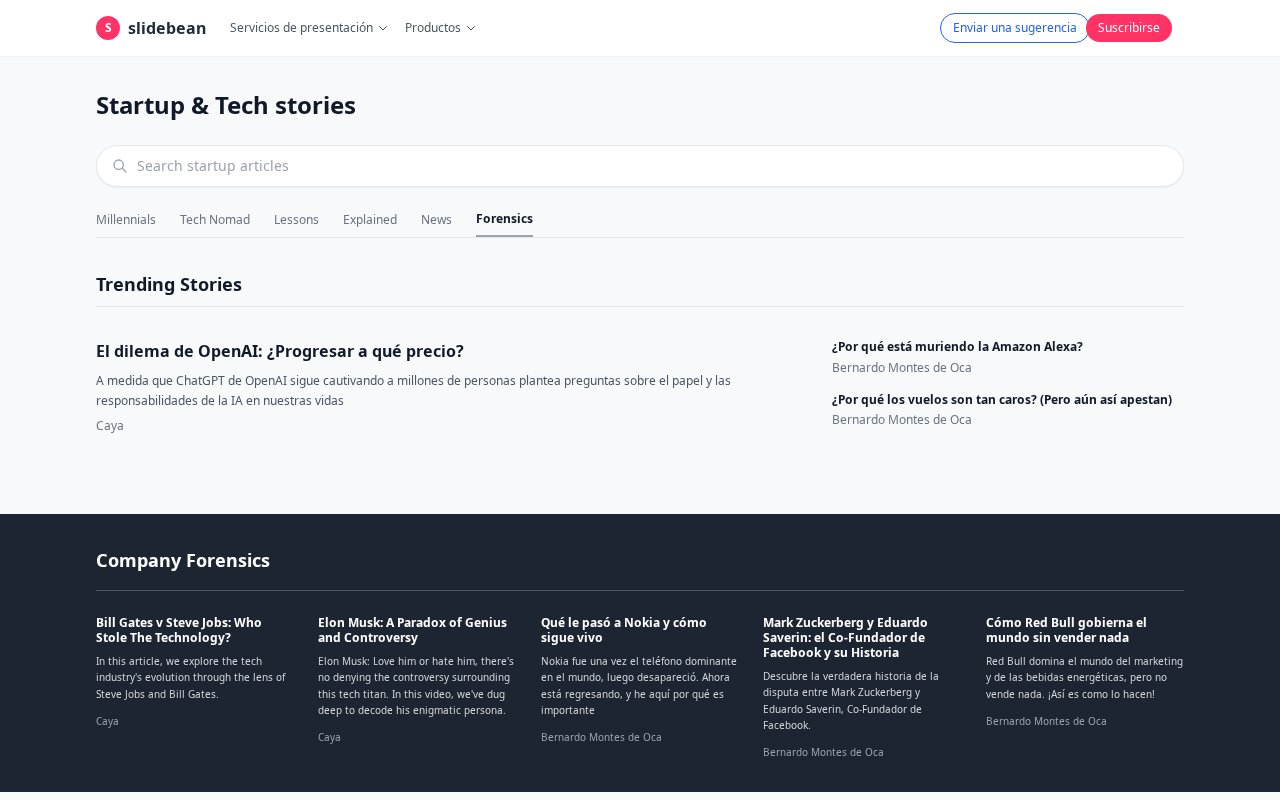 S slidebean Servicios de presentación Productos Enviar una sugerencia Suscribirse
Startup & Tech stories
Search startup articles
Millennials Tech Nomad Lessons Explained News Forensics
Trending Stories
El dilema de OpenAI: ¿Progresar a qué precio?
A medida que ChatGPT de OpenAI sigue cautivando a millones de personas plantea preguntas sobre el papel y las
responsabilidades de la IA en nuestras vidas
Caya
¿Por qué está muriendo la Amazon Alexa?
Bernardo Montes de Oca
¿Por qué los vuelos son tan caros? (Pero aún así apestan)
Bernardo Montes de Oca
Company Forensics
Bill Gates v Steve Jobs: Who
Stole The Technology?
In this article, we explore the tech
industry's evolution through the lens of
Steve Jobs and Bill Gates.
Caya
Elon Musk: A Paradox of Genius
and Controversy
Elon Musk: Love him or hate him, there's
no denying the controversy surrounding
this tech titan. In this video, we've dug
deep to decode his enigmatic persona.
Caya
Qué le pasó a Nokia y cómo
sigue vivo
Nokia fue una vez el teléfono dominante
en el mundo, luego desapareció. Ahora
está regresando, y he aquí por qué es
importante
Bernardo Montes de Oca
Mark Zuckerberg y Eduardo
Saverin: el Co-Fundador de
Facebook y su Historia
Descubre la verdadera historia de la
disputa entre Mark Zuckerberg y
Eduardo Saverin, Co-Fundador de
Facebook.
Bernardo Montes de Oca
Cómo Red Bull gobierna el
mundo sin vender nada
Red Bull domina el mundo del marketing
y de las bebidas energéticas, pero no
vende nada. ¡Así es como lo hacen!
Bernardo Montes de Oca